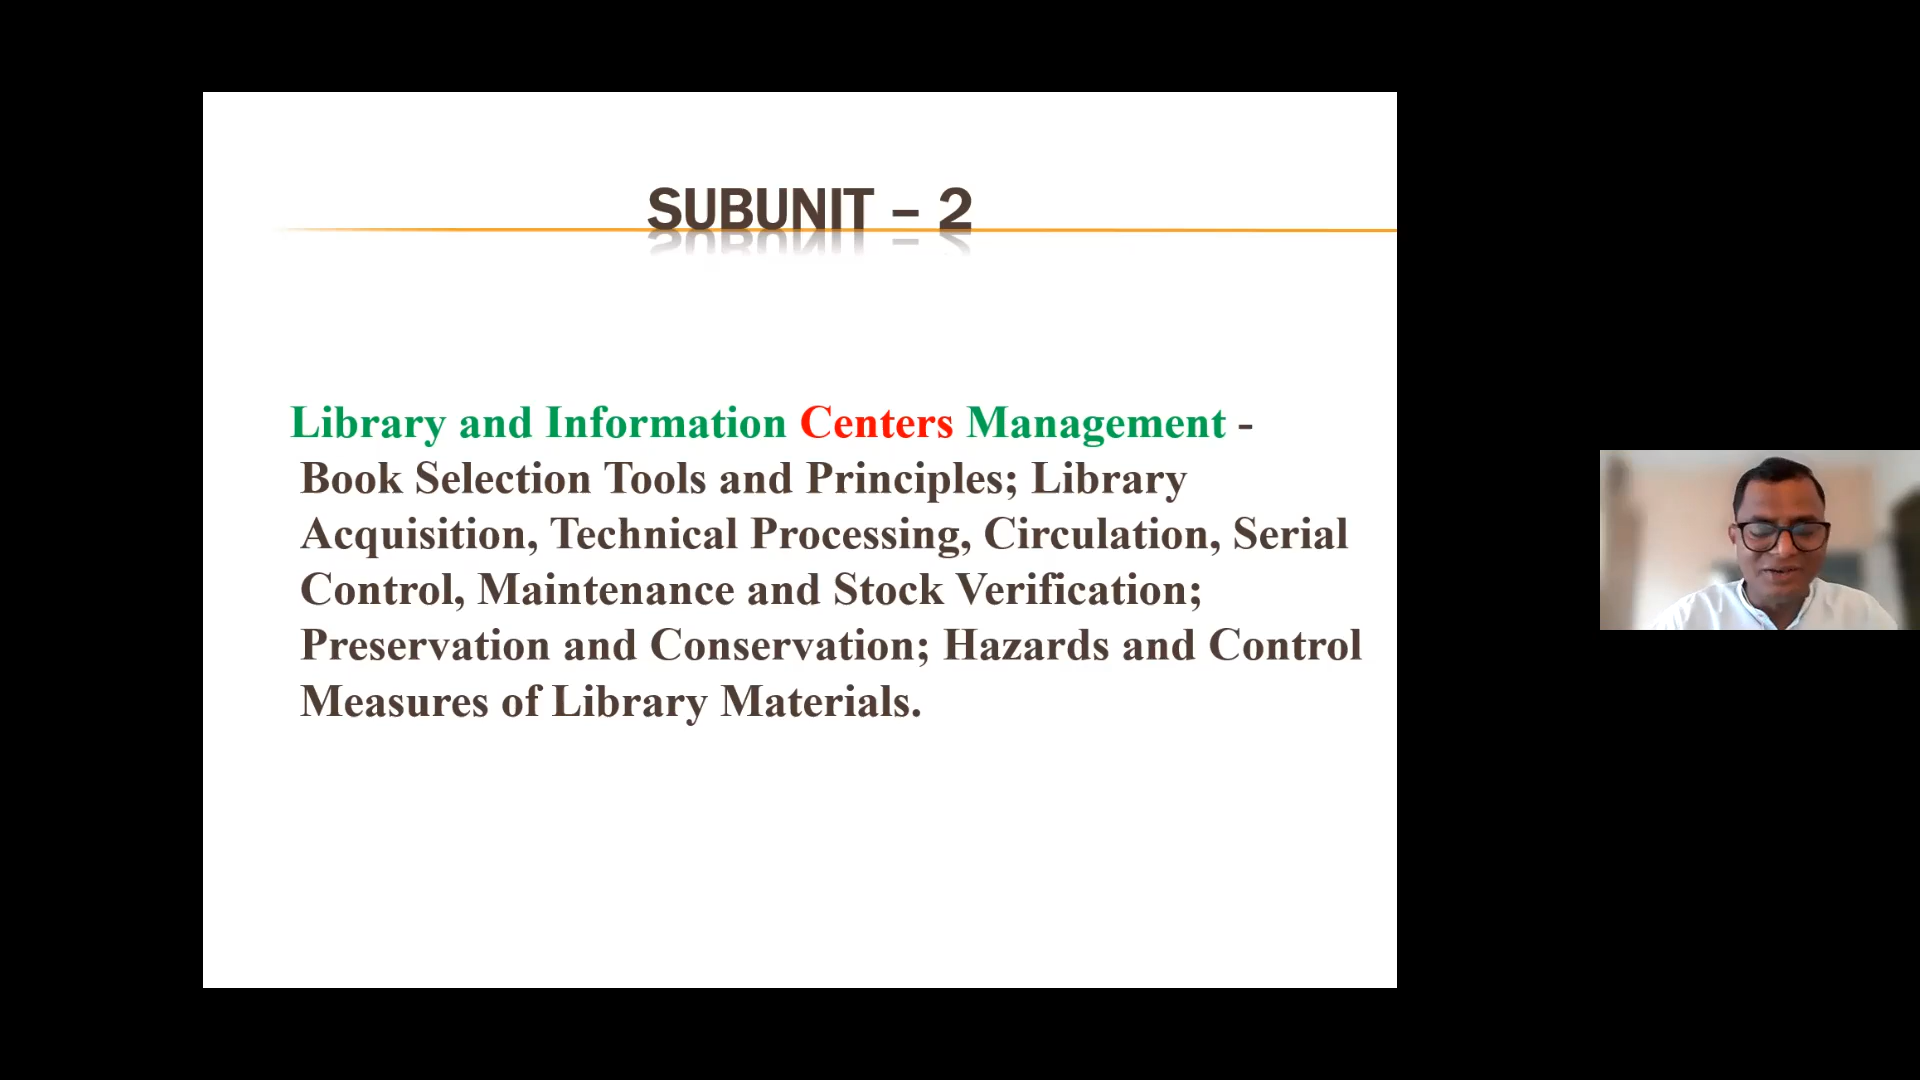 SUBUNIT – 2
Library and Information Centers Management -
Book Selection Tools and Principles; Library
Acquisition, Technical Processing, Circulation, Serial
Control, Maintenance and Stock Verification;
Preservation and Conservation; Hazards and Control
Measures of Library Materials.